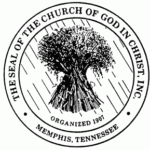 THE SEAL OF THE CHURCH OF GOD IN CHRIST, INC.
ORGANIZED 1907
MEMPHIS, TENNESSEE